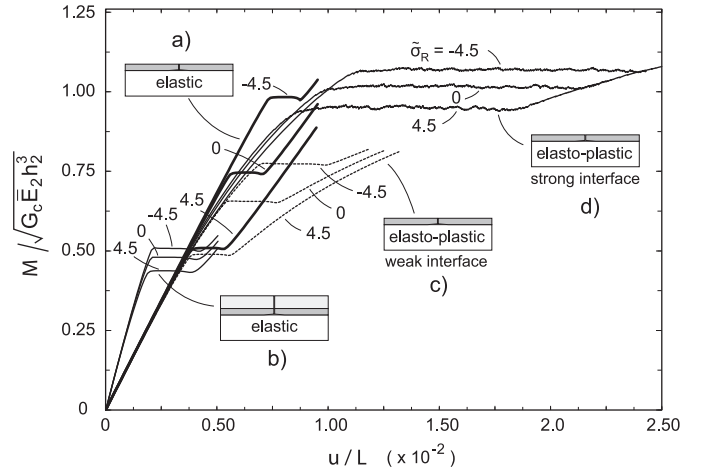 1.25
1.00
0.75
0.50
0.25
0
M / √G_c Ē_2 h_2^3
0
0.50
1.00
1.50
2.0
2.50
u / L ( x 10^-2 )
a)
elastic
-4.5
0
4.5
-4.5
0
4.5
elastic
b)
-4.5
0
4.5
elasto-plastic
weak interface
c)
σ̃_R = -4.5
0
4.5
elasto-plastic
strong interface
d)